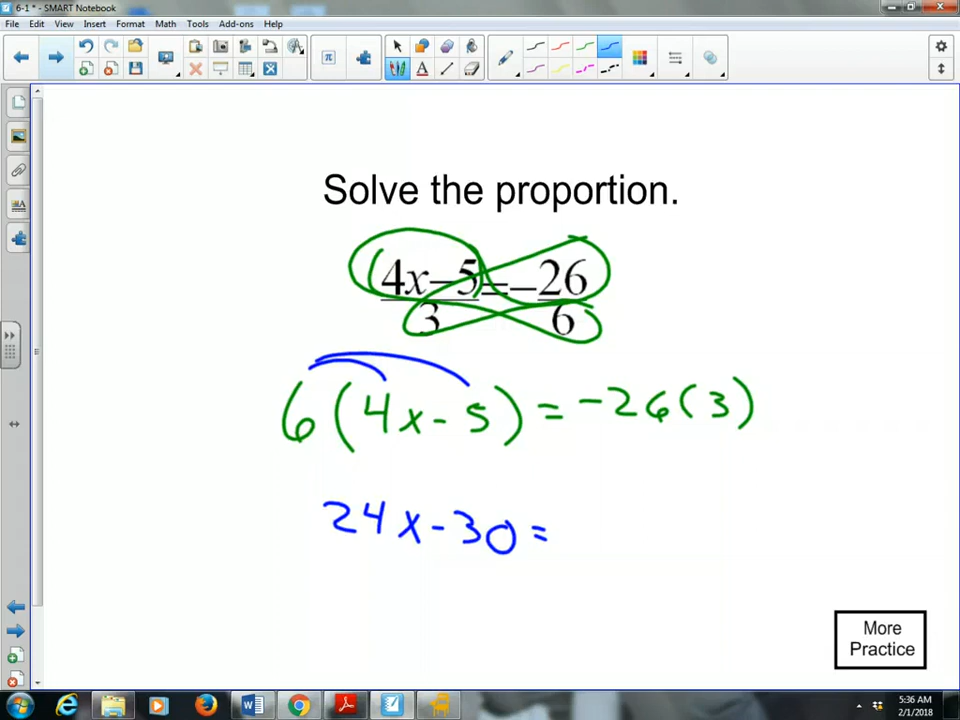 6-1 * - SMART Notebook
File Edit View Insert Format Math Tools Add-ons Help
Solve the proportion.
4x-5 = -26
3 6
6(4x-5) = -26(3)
24x-30=
More
Practice
5:36 AM
2/1/2018